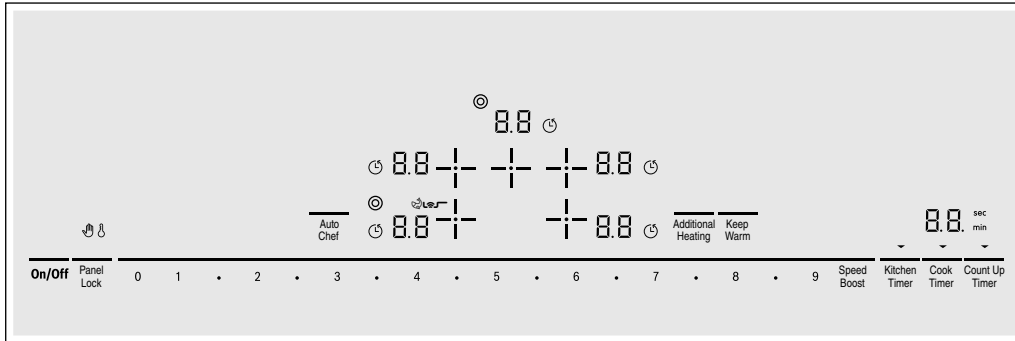 8.8
8.8 8.8
8.8 Auto Chef 8.8 Additional Heating Keep Warm 8.8. sec min
On/Off Panel Lock 0 1 . 2 . 3 . 4 . 5 . 6 . 7 . 8 . 9 Speed Boost Kitchen Timer Cook Timer Count Up Timer